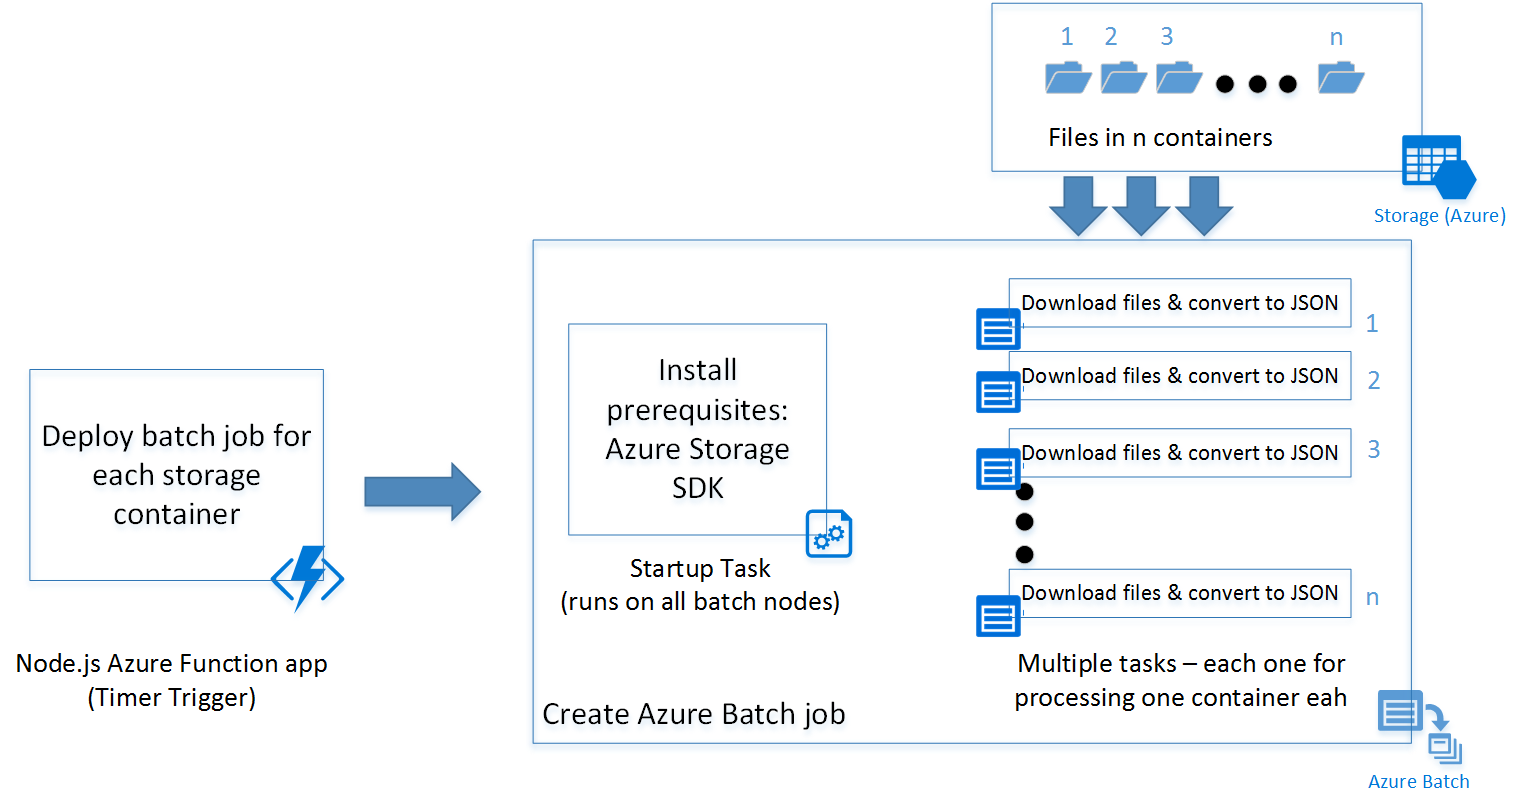 1 2 3 n
Files in n containers
Storage (Azure)
Deploy batch job for
each storage
container
Node.js Azure Function app
(Timer Trigger)
Install
prerequisites:
Azure Storage
SDK
Startup Task
(runs on all batch nodes)
Create Azure Batch job
Download files & convert to JSON
1
Download files & convert to JSON
2
Download files & convert to JSON
3
Download files & convert to JSON
n
Multiple tasks – each one for
processing one container eah
Azure Batch